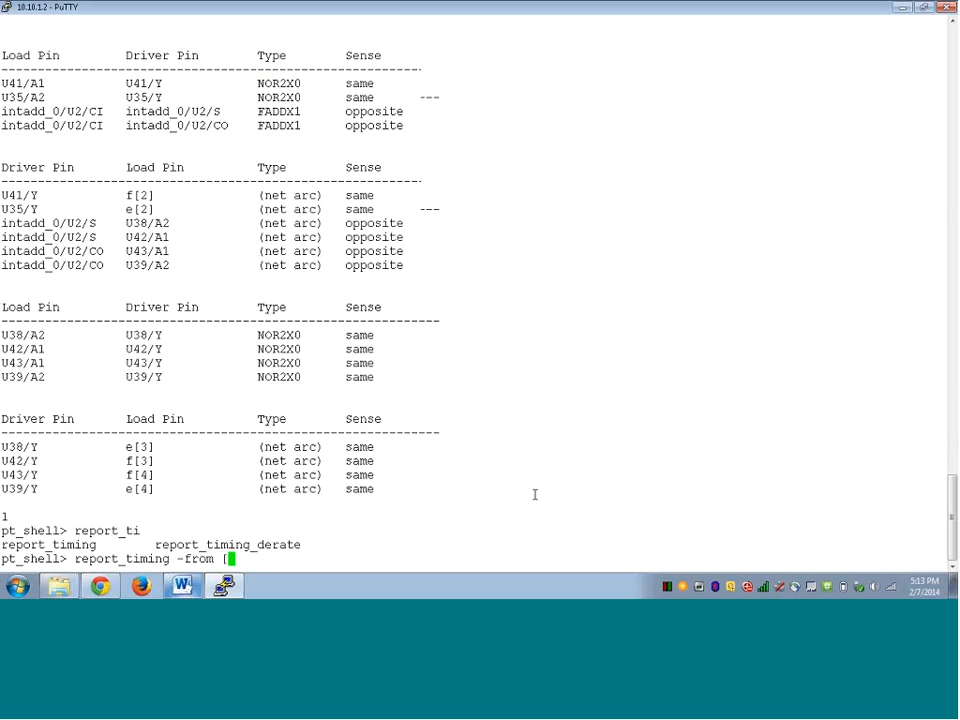 10.10.1.2 - PuTTY
Load Pin Driver Pin Type Sense
--------------------------------------------------------------
U41/A1 U41/Y NOR2X0 same
U35/A2 U35/Y NOR2X0 same ---
intadd_0/U2/CI intadd_0/U2/S FADDX1 opposite
intadd_0/U2/CI intadd_0/U2/CO FADDX1 opposite
Driver Pin Load Pin Type Sense
--------------------------------------------------------------
U41/Y f[2] (net arc) same
U35/Y e[2] (net arc) same ---
intadd_0/U2/S U38/A2 (net arc) opposite
intadd_0/U2/S U42/A1 (net arc) opposite
intadd_0/U2/CO U43/A1 (net arc) opposite
intadd_0/U2/CO U39/A2 (net arc) opposite
Load Pin Driver Pin Type Sense
--------------------------------------------------------------
U38/A2 U38/Y NOR2X0 same
U42/A1 U42/Y NOR2X0 same
U43/A1 U43/Y NOR2X0 same
U39/A2 U39/Y NOR2X0 same
Driver Pin Load Pin Type Sense
--------------------------------------------------------------
U38/Y e[3] (net arc) same
U42/Y f[3] (net arc) same
U43/Y f[4] (net arc) same
U39/Y e[4] (net arc) same
1
pt_shell> report_ti
report_timing report_timing_derate
pt_shell> report_timing -from [
5:13 PM
2/7/2014